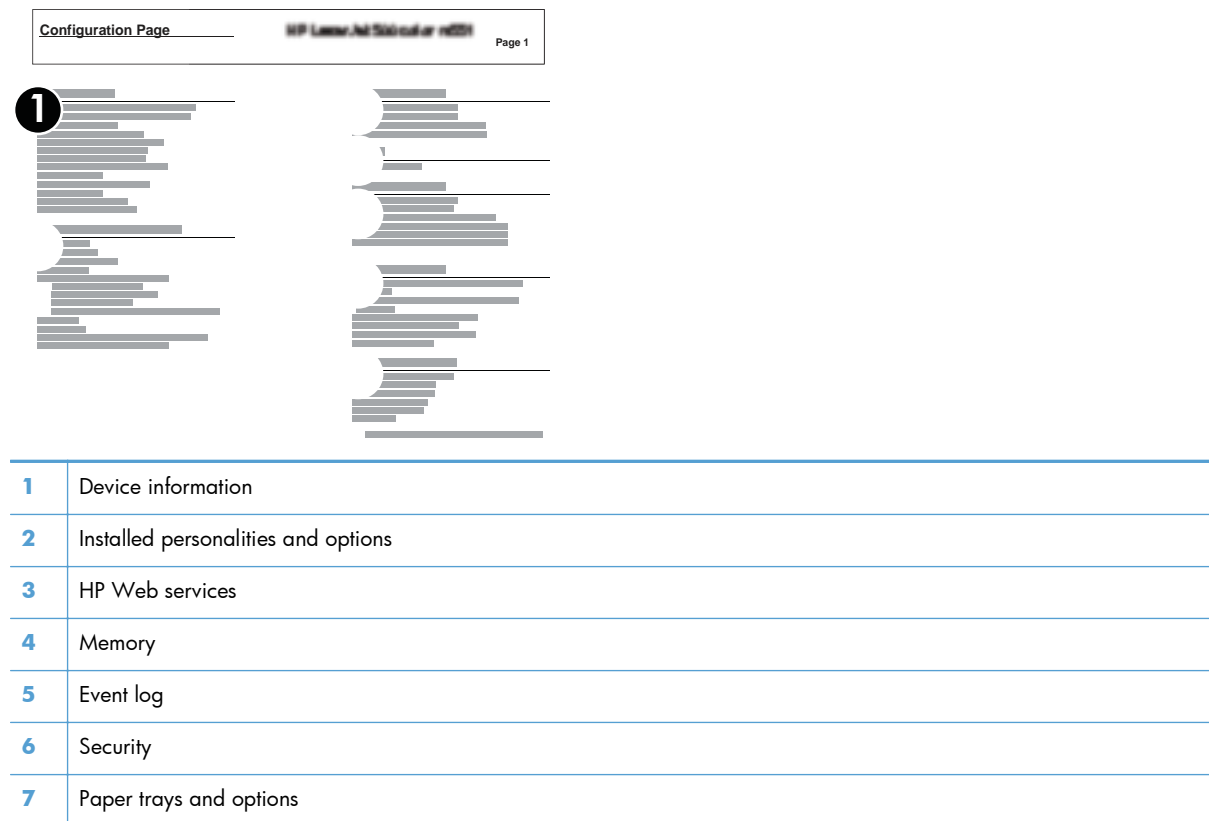 Configuration Page
Page 1
1
1 Device information
2 Installed personalities and options
3 HP Web services
4 Memory
5 Event log
6 Security
7 Paper trays and options